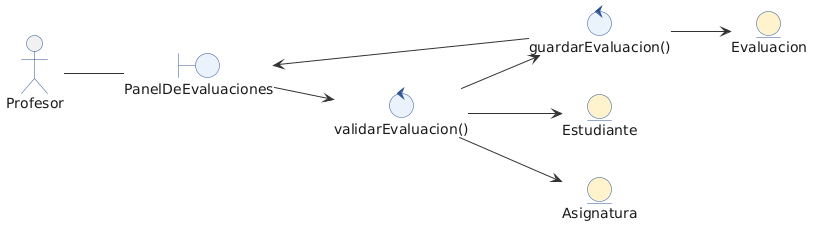 guardarEvaluacion()
Evaluacion
Profesor
PanelDeEvaluaciones
validarEvaluacion()
Estudiante
Asignatura